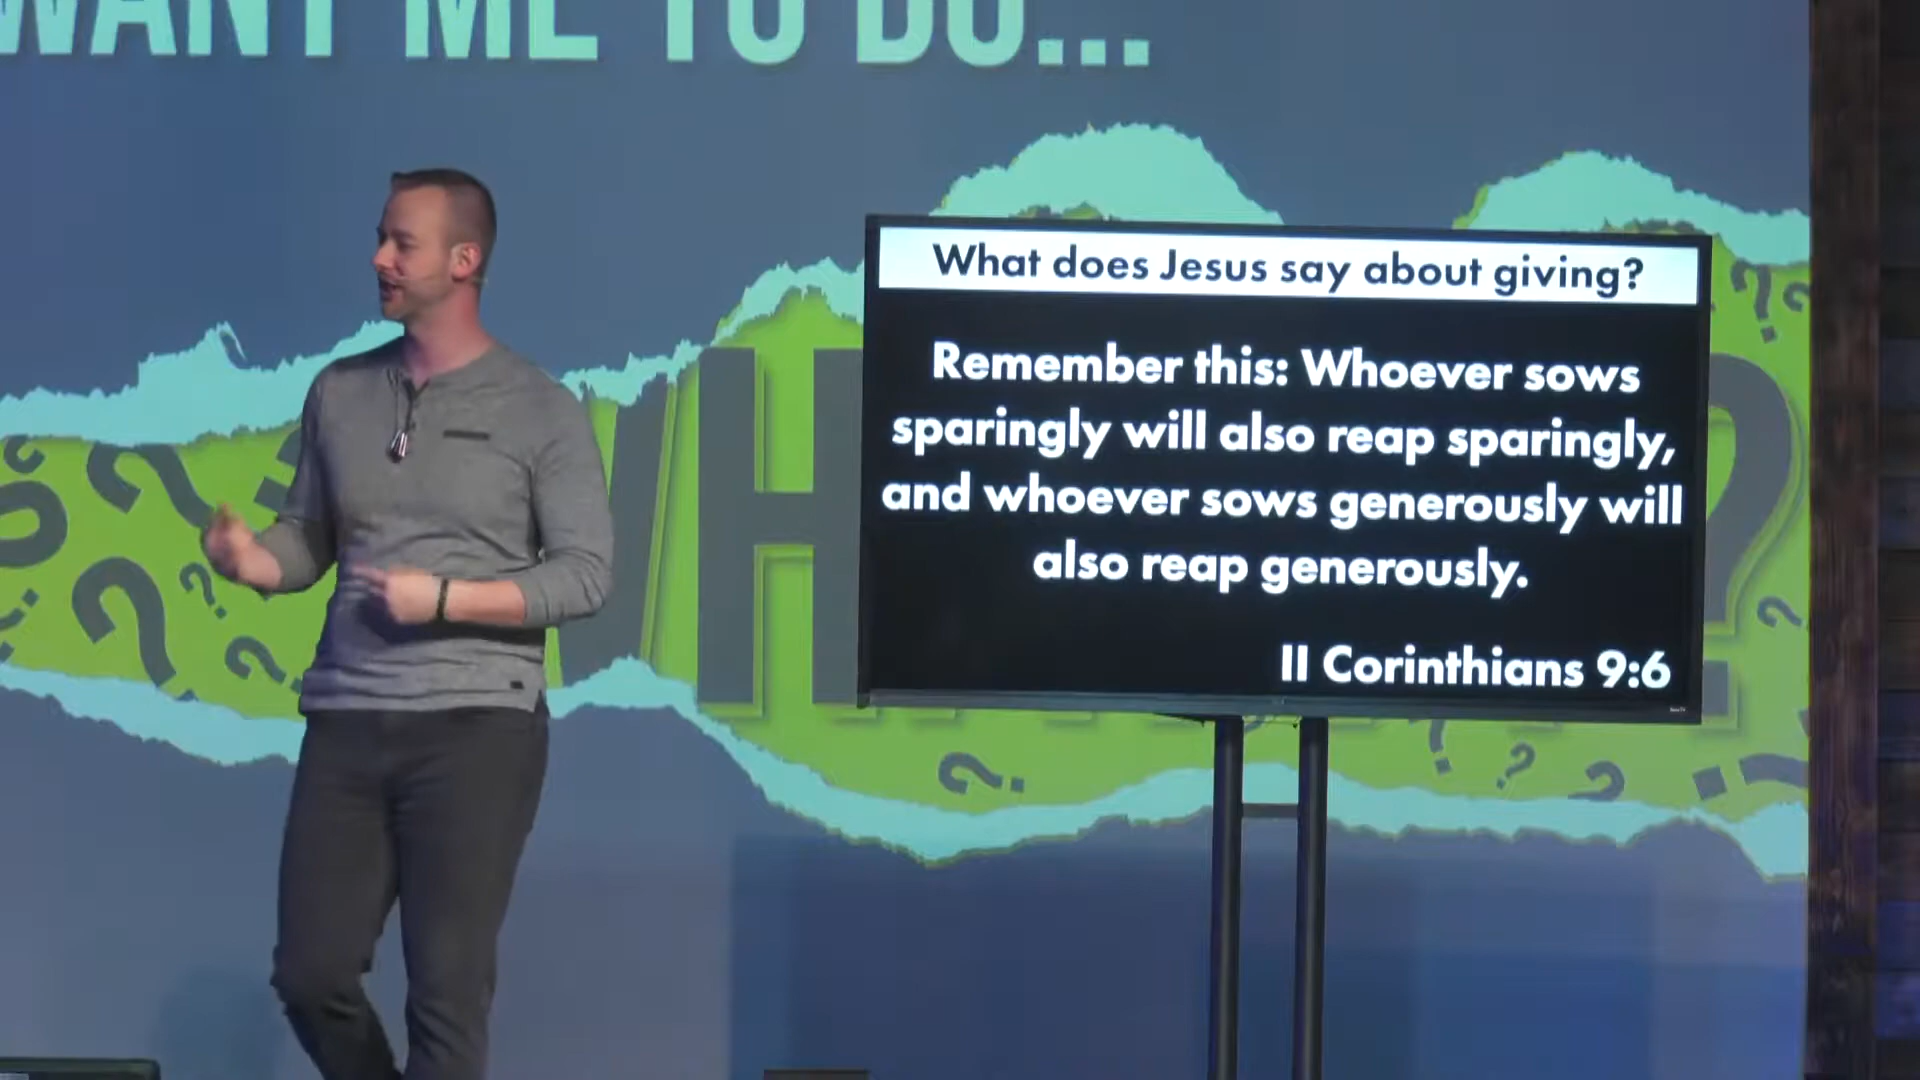 WANT ME TO DO...
What does Jesus say about giving?
Remember this: Whoever sows
sparingly will also reap sparingly,
and whoever sows generously will
also reap generously.
II Corinthians 9:6